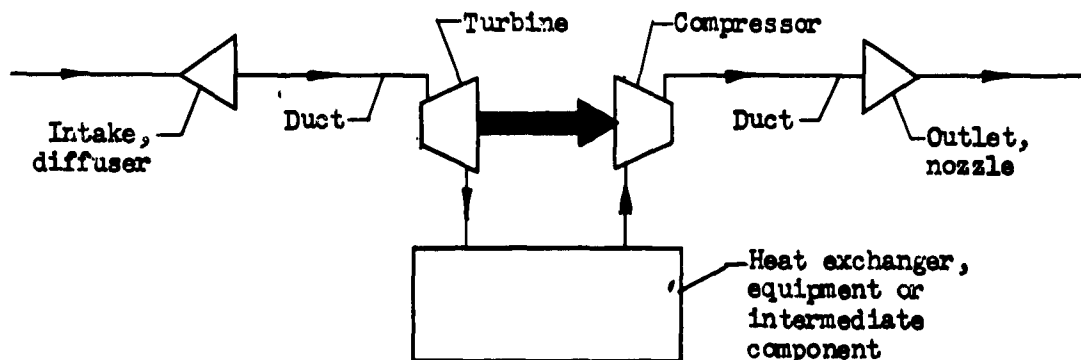 Turbine
Compressor
Intake,
diffuser
Duct
Duct
Outlet,
nozzle
Heat exchanger,
equipment or
intermediate
component